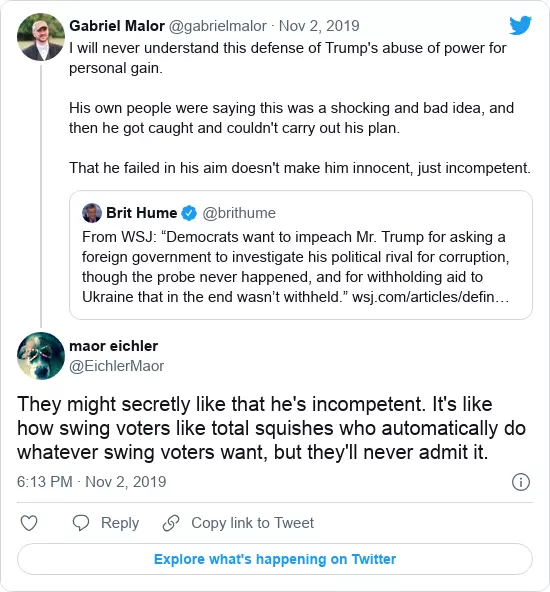 Gabriel Malor @gabrielmalor · Nov 2, 2019
I will never understand this defense of Trump's abuse of power for
personal gain.
His own people were saying this was a shocking and bad idea, and
then he got caught and couldn't carry out his plan.
That he failed in his aim doesn't make him innocent, just incompetent.
Brit Hume @brithume
From WSJ: “Democrats want to impeach Mr. Trump for asking a
foreign government to investigate his political rival for corruption,
though the probe never happened, and for withholding aid to
Ukraine that in the end wasn’t withheld.” wsj.com/articles/defin…
maor eichler
@EichlerMaor
They might secretly like that he's incompetent. It's like
how swing voters like total squishes who automatically do
whatever swing voters want, but they'll never admit it.
6:13 PM · Nov 2, 2019
Reply Copy link to Tweet
Explore what's happening on Twitter